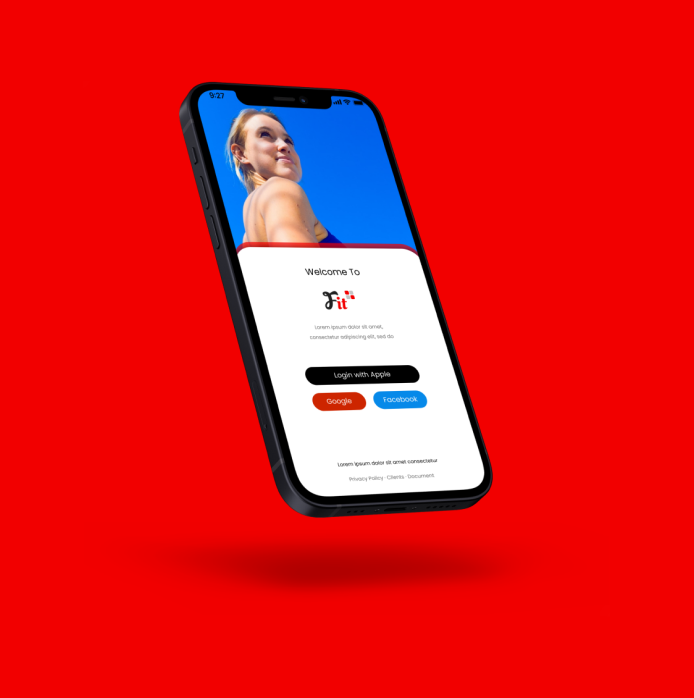 9:27
Welcome To
Fit
Lorem ipsum dolor sit amet,
consectetur adipiscing elit, sed do.
Login with Apple
Google Facebook
Lorem ipsum dolor sit amet consectetur
Privacy Policy · Clients · Document